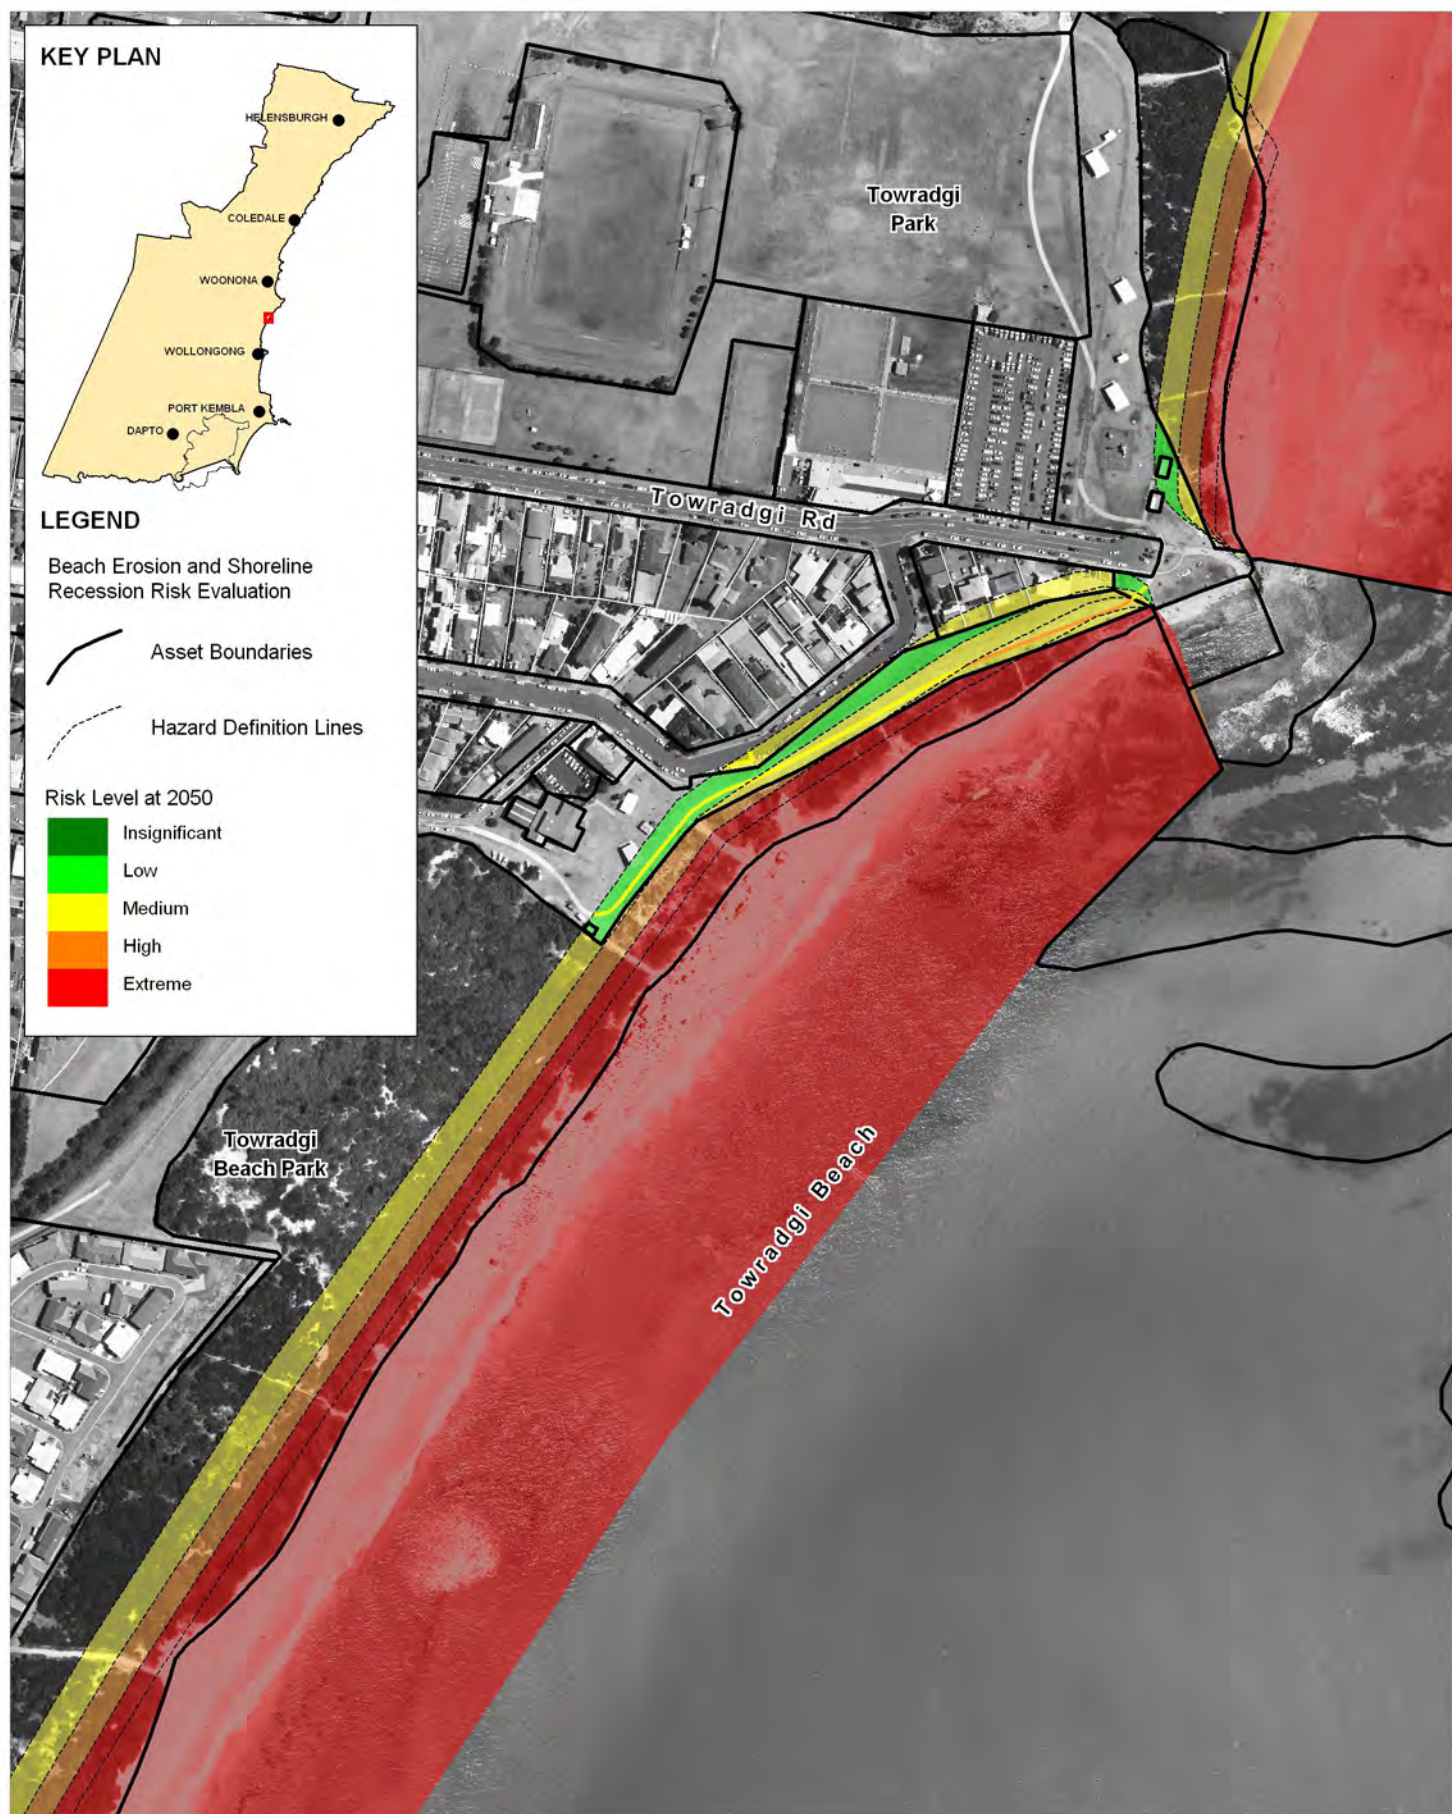 KEY PLAN
HELENSBURGH
COLEDALE
WOONONA
WOLLONGONG
PORT KEMBLA
DAPTO
LEGEND
Beach Erosion and Shoreline
Recession Risk Evaluation
Asset Boundaries
Hazard Definition Lines
Risk Level at 2050
Insignificant
Low
Medium
High
Extreme
Towradgi
Park
Towradgi Rd
Towradgi
Beach Park
Towradgi Beach